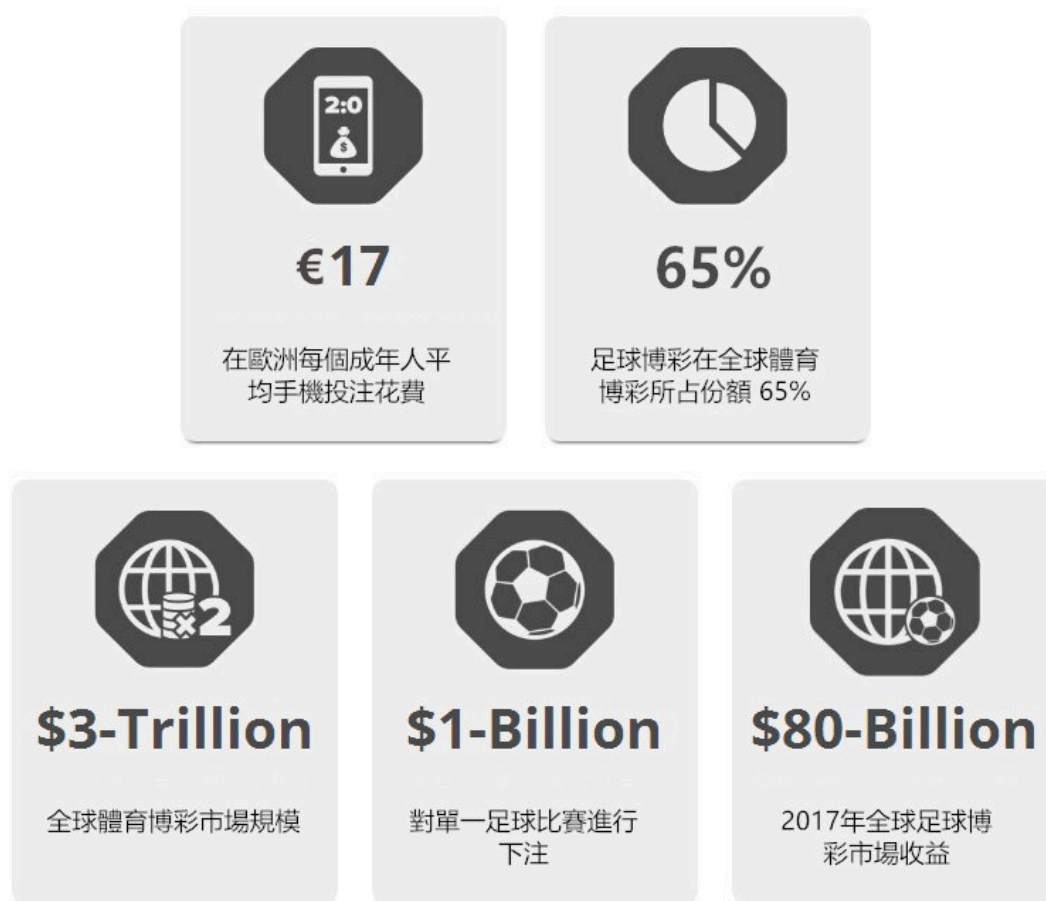 2:0
$
€17
在歐洲每個成年人平
均手機投注花費
65%
足球博彩在全球體育
博彩所占份額 65%
x2
$3-Trillion
全球體育博彩市場規模
$1-Billion
對單一足球比賽進行
下注
$80-Billion
2017年全球足球博
彩市場收益